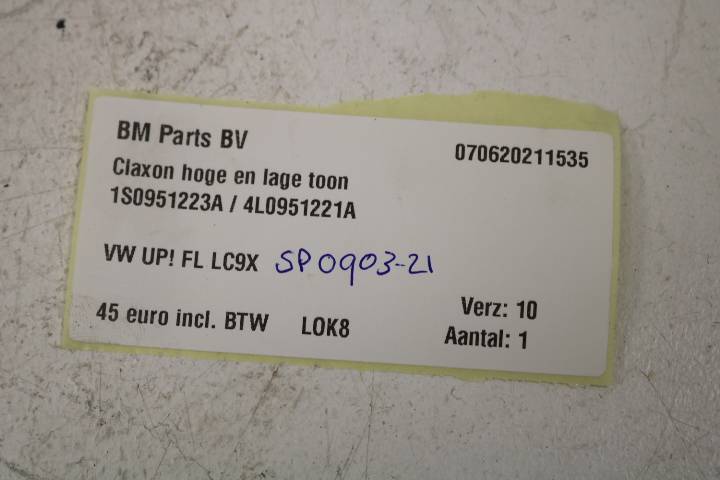 BM Parts BV 070620211535
Claxon hoge en lage toon
1S0951223A / 4L0951221A
VW UP! FL LC9X SP0903-21
Verz: 10
45 euro incl. BTW LOK8 Aantal: 1